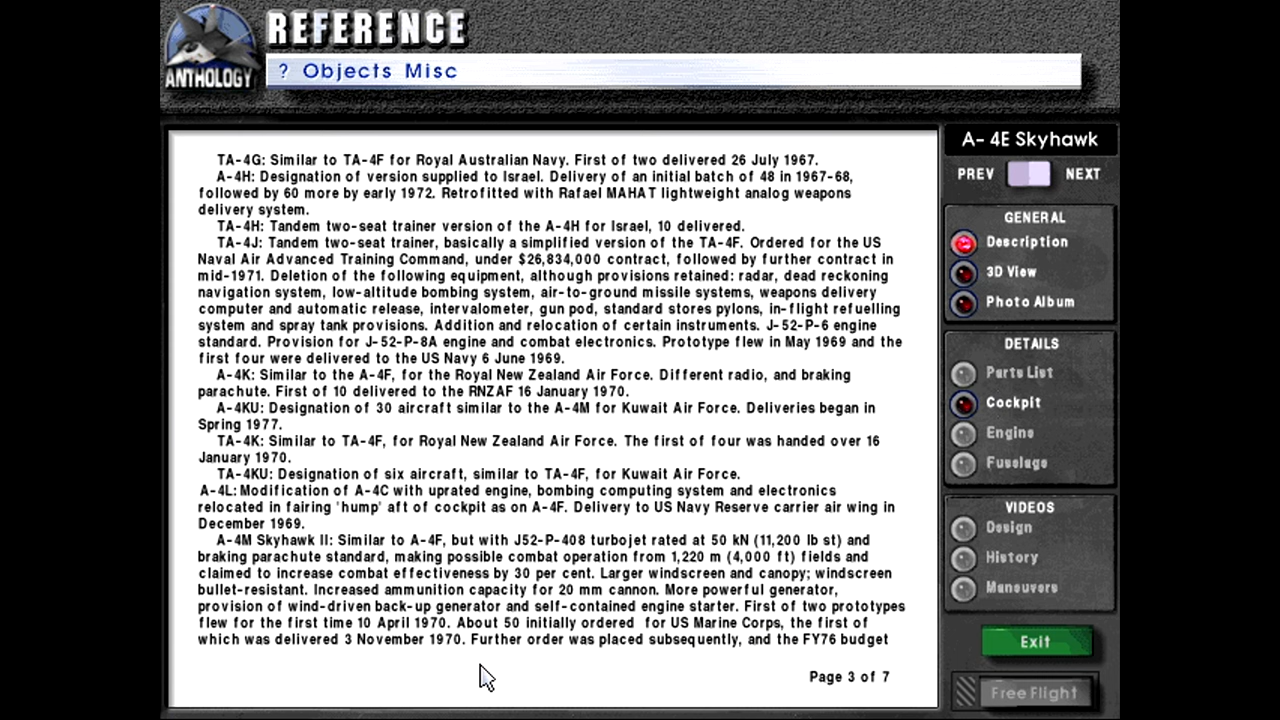 REFERENCE
ANTHOLOGY
? Objects Misc
TA-4G: Similar to TA-4F for Royal Australian Navy. First of two delivered 26 July 1967.
A-4H: Designation of version supplied to Israel. Delivery of an initial batch of 48 in 1967-68,
followed by 60 more by early 1972. Retrofitted with Rafael MAHAT lightweight analog weapons
delivery system.
TA-4H: Tandem two-seat trainer version of the A-4H for Israel, 10 delivered.
TA-4J: Tandem two-seat trainer, basically a simplified version of the TA-4F. Ordered for the US
Naval Air Advanced Training Command, under $26,834,000 contract, followed by further contract in
mid-1971. Deletion of the following equipment, although provisions retained: radar, dead reckoning
navigation system, low-altitude bombing system, air-to-ground missile systems, weapons delivery
computer and automatic release, intervalometer, gun pod, standard stores pylons, in-flight refuelling
system and spray tank provisions. Addition and relocation of certain instruments. J-52-P-6 engine
standard. Provision for J-52-P-8A engine and combat electronics. Prototype flew in May 1969 and the
first four were delivered to the US Navy 6 June 1969.
A-4K: Similar to the A-4F, for the Royal New Zealand Air Force. Different radio, and braking
parachute. First of 10 delivered to the RNZAF 16 January 1970.
A-4KU: Designation of 30 aircraft similar to the A-4M for Kuwait Air Force. Deliveries began in
Spring 1977.
TA-4K: Similar to TA-4F, for Royal New Zealand Air Force. The first of four was handed over 16
January 1970.
TA-4KU: Designation of six aircraft, similar to TA-4F, for Kuwait Air Force.
A-4L: Modification of A-4C with uprated engine, bombing computing system and electronics
relocated in fairing 'hump' aft of cockpit as on A-4F. Delivery to US Navy Reserve carrier air wing in
December 1969.
A-4M Skyhawk II: Similar to A-4F, but with J52-P-408 turbojet rated at 50 kN (11,200 lb st) and
braking parachute standard, making possible combat operation from 1,220 m (4,000 ft) fields and
claimed to increase combat effectiveness by 30 per cent. Larger windscreen and canopy; windscreen
bullet-resistant. Increased ammunition capacity for 20 mm cannon. More powerful generator,
provision of wind-driven back-up generator and self-contained engine starter. First of two prototypes
flew for the first time 10 April 1970. About 50 initially ordered for US Marine Corps, the first of
which was delivered 3 November 1970. Further order was placed subsequently, and the FY76 budget
Page 3 of 7
A-4E Skyhawk
PREV NEXT
GENERAL
Description
3D View
Photo Album
DETAILS
Parts List
Cockpit
Engine
Fuselage
VIDEOS
Design
History
Maneuvers
Exit
Free Flight